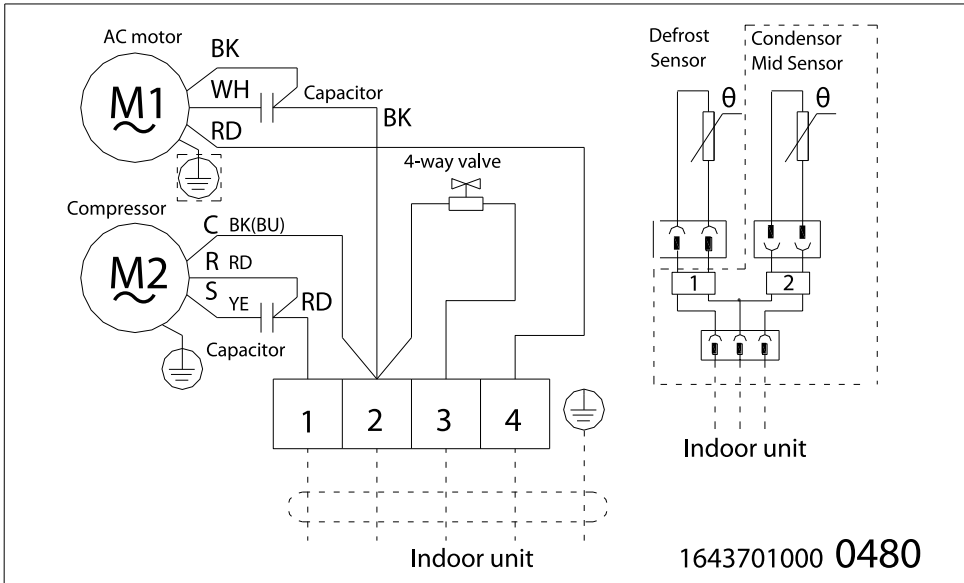 AC motor
BK
M1
WH
Capacitor
BK
RD
4-way valve
Compressor
C BK(BU)
R RD
M2
S YE
RD
Capacitor
1 2 3 4
Indoor unit
Defrost
Sensor
Condensor
Mid Sensor
θ θ
1 2
Indoor unit
1643701000 0480